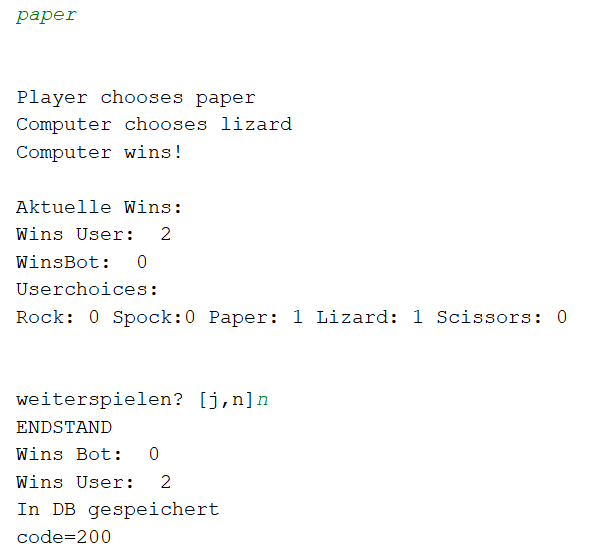 paper
Player chooses paper
Computer chooses lizard
Computer wins!
Aktuelle Wins:
Wins User:  2
WinsBot:  0
Userchoices:
Rock: 0 Spock:0 Paper: 1 Lizard: 1 Scissors: 0
weiterspielen? [j,n]n
ENDSTAND
Wins Bot:  0
Wins User:  2
In DB gespeichert
code=200